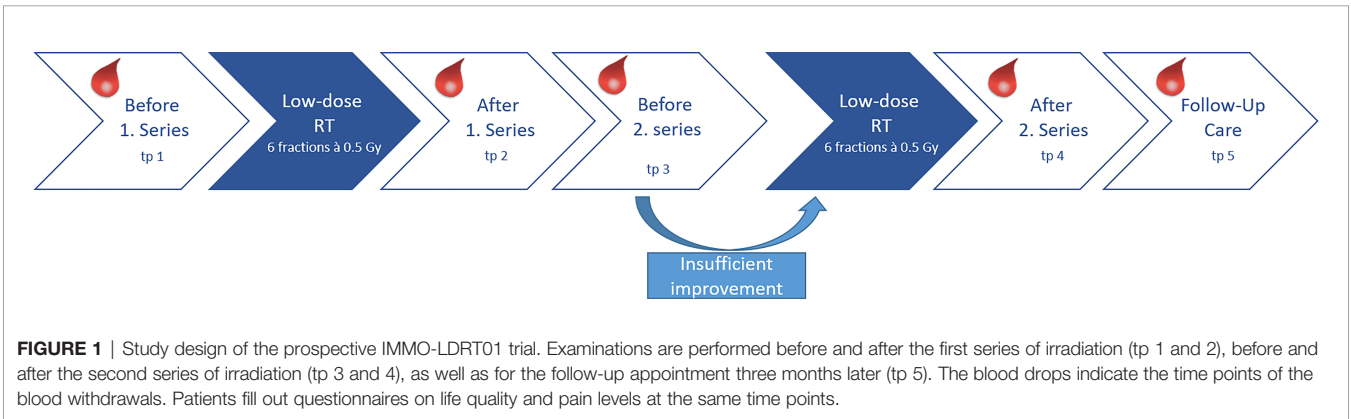 Before
1. Series
tp 1
Low-dose
RT
6 fractions à 0.5 Gy
After
1. Series
tp 2
Before
2. series
tp 3
Low-dose
RT
6 fractions à 0.5 Gy
After
2. Series
tp 4
Follow-Up
Care
tp 5
Insufficient
improvement
FIGURE 1 | Study design of the prospective IMMO-LDRT01 trial. Examinations are performed before and after the first series of irradiation (tp 1 and 2), before and
after the second series of irradiation (tp 3 and 4), as well as for the follow-up appointment three months later (tp 5). The blood drops indicate the time points of the
blood withdrawals. Patients fill out questionnaires on life quality and pain levels at the same time points.